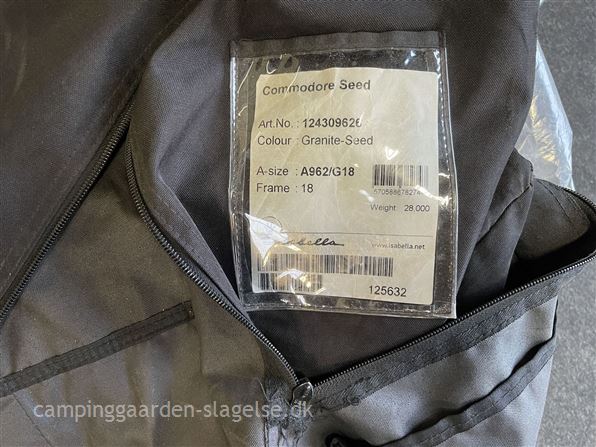 Commodore Seed
Art.No. : 124309626
Colour : Granite-Seed
A-size : A962/G18
Frame : 18
Weight: 28.000
Isabella
www.isabella.net
125632
campinggaarden-slagelse.dk